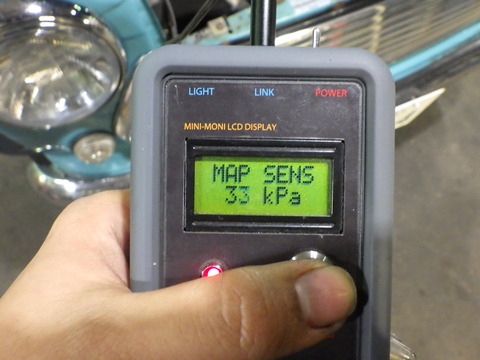 LIGHT LINK POWER
MINI-MONI LCD DISPLAY
MAP SENS
33 kPa